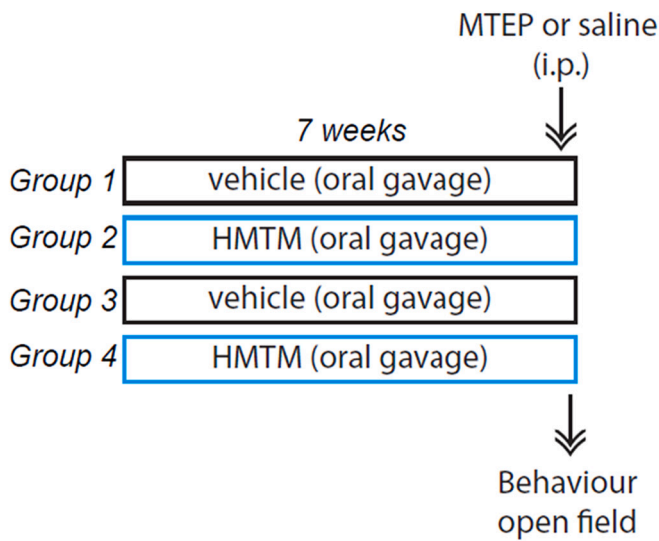 MTEP or saline
(i.p.)
7 weeks
Group 1 vehicle (oral gavage)
Group 2 HMTM (oral gavage)
Group 3 vehicle (oral gavage)
Group 4 HMTM (oral gavage)
Behaviour
open field